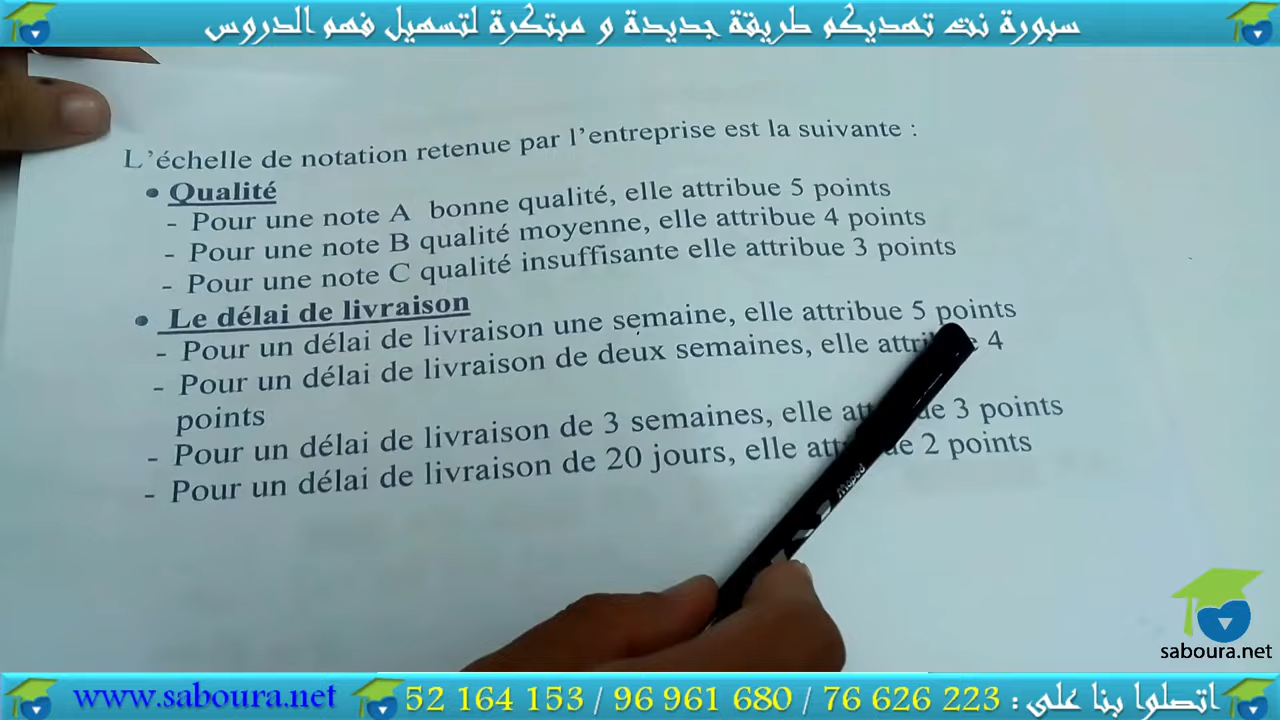 سبورة نت تهديكم طريقة جديدة و مبتكرة لتسهيل فهم الدروس
L'échelle de notation retenue par l'entreprise est la suivante :
• Qualité
- Pour une note A bonne qualité, elle attribue 5 points
- Pour une note B qualité moyenne, elle attribue 4 points
- Pour une note C qualité insuffisante elle attribue 3 points
• Le délai de livraison
- Pour un délai de livraison une semaine, elle attribue 5 points
- Pour un délai de livraison de deux semaines, elle attribue 4
points
- Pour un délai de livraison de 3 semaines, elle attribue 3 points
- Pour un délai de livraison de 20 jours, elle attribue 2 points
Maped
saboura.net
www.saboura.net 52 164 153 / 96 961 680 / 76 626 223 : اتصلوا بنا على